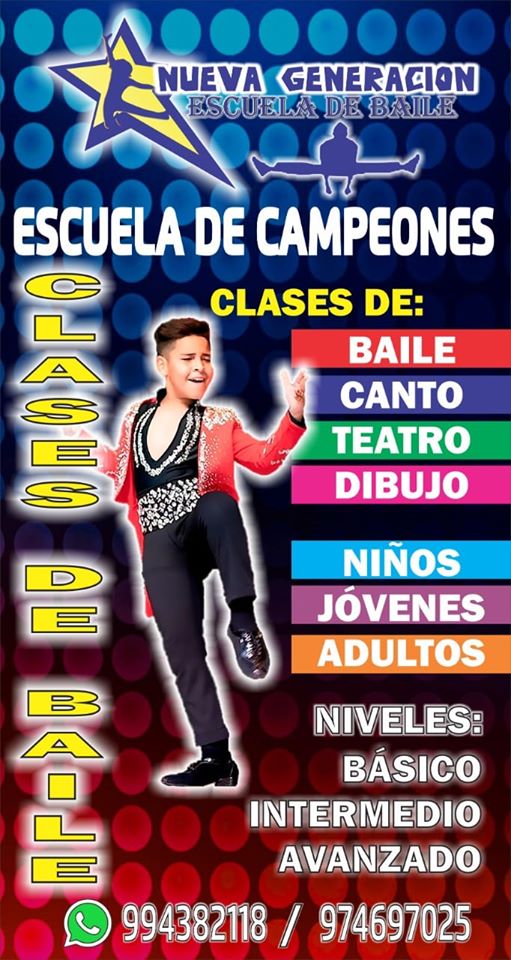 NUEVA GENERACION
ESCUELA DE BAILE
ESCUELA DE CAMPEONES
CLASES DE BAILE
CLASES DE:
BAILE
CANTO
TEATRO
DIBUJO
NIÑOS
JÓVENES
ADULTOS
NIVELES:
BÁSICO
INTERMEDIO
AVANZADO
994382118 / 974697025